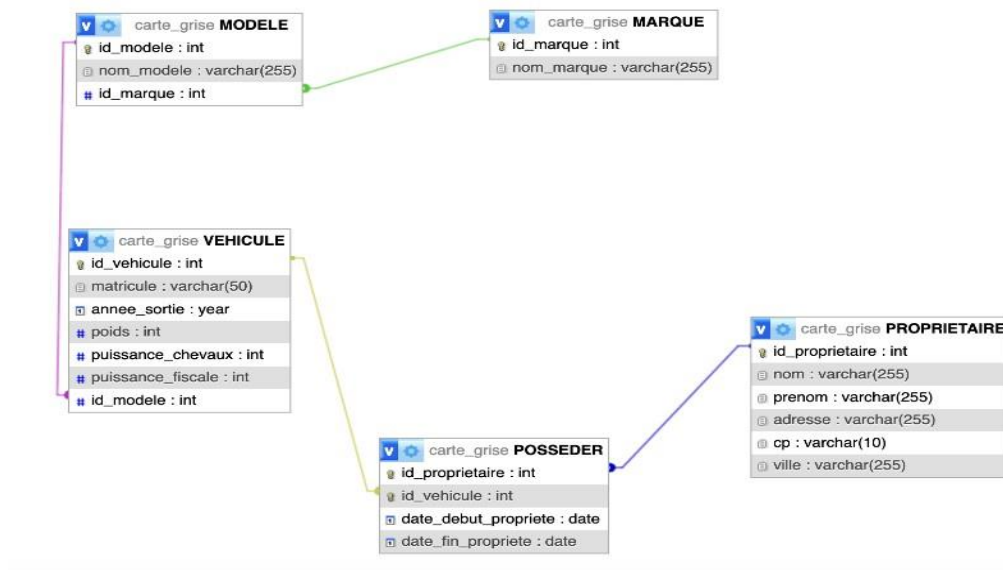 carte_grise MODELE
id_modele : int
nom_modele : varchar(255)
# id_marque : int
carte_grise MARQUE
id_marque : int
nom_marque : varchar(255)
carte_grise VEHICULE
id_vehicule : int
matricule : varchar(50)
annee_sortie : year
# poids : int
# puissance_chevaux : int
# puissance_fiscale : int
# id_modele : int
carte_grise POSSEDER
id_proprietaire : int
id_vehicule : int
date_debut_propriete : date
date_fin_propriete : date
carte_grise PROPRIETAIRE
id_proprietaire : int
nom : varchar(255)
prenom : varchar(255)
adresse : varchar(255)
cp : varchar(10)
ville : varchar(255)